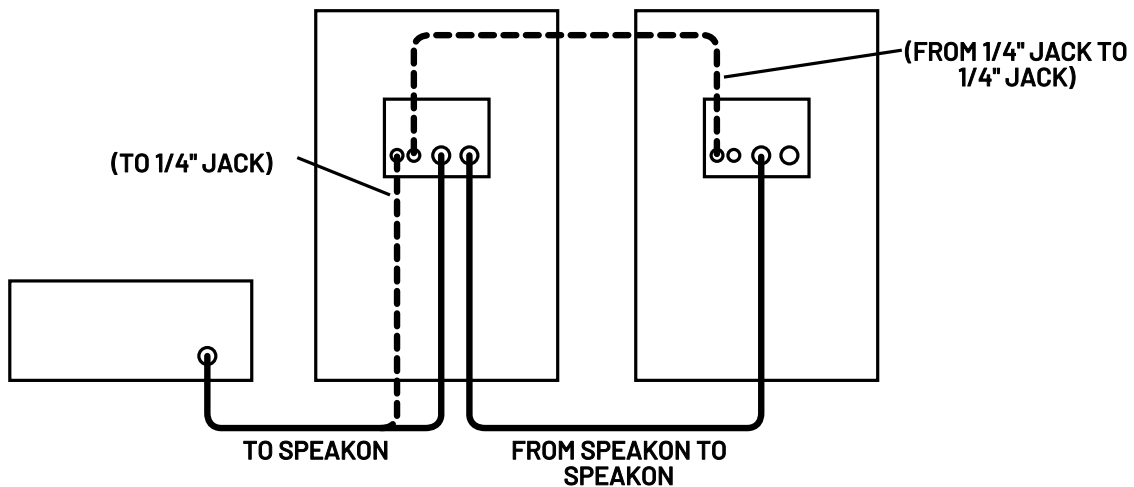 (FROM 1/4" JACK TO
1/4" JACK)
(TO 1/4" JACK)
TO SPEAKON
FROM SPEAKON TO
SPEAKON